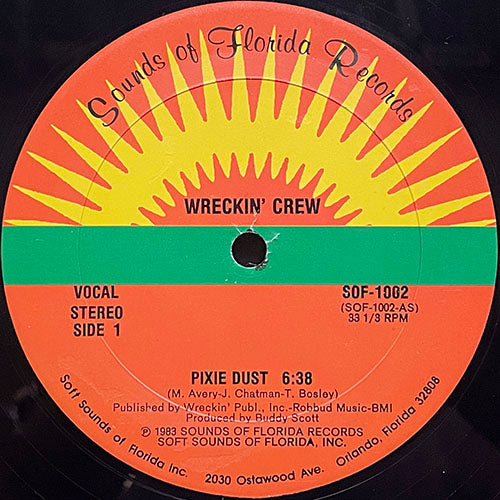 Sounds of Florida Records
WRECKIN' CREW
VOCAL
STEREO
SIDE 1
SOF-1002
(SOF-1002-AS)
33 1/3 RPM
PIXIE DUST 6:38
(M. Avery-J. Chatman-T. Bosley)
Published by Wreckin' Publ., Inc.-Robbud Music-BMI
Produced by Buddy Scott
℗ 1983 SOUNDS OF FLORIDA RECORDS
SOFT SOUNDS OF FLORIDA, INC.
Soft Sounds of Florida Inc. 2030 Ostawood Ave. Orlando, Florida 32808